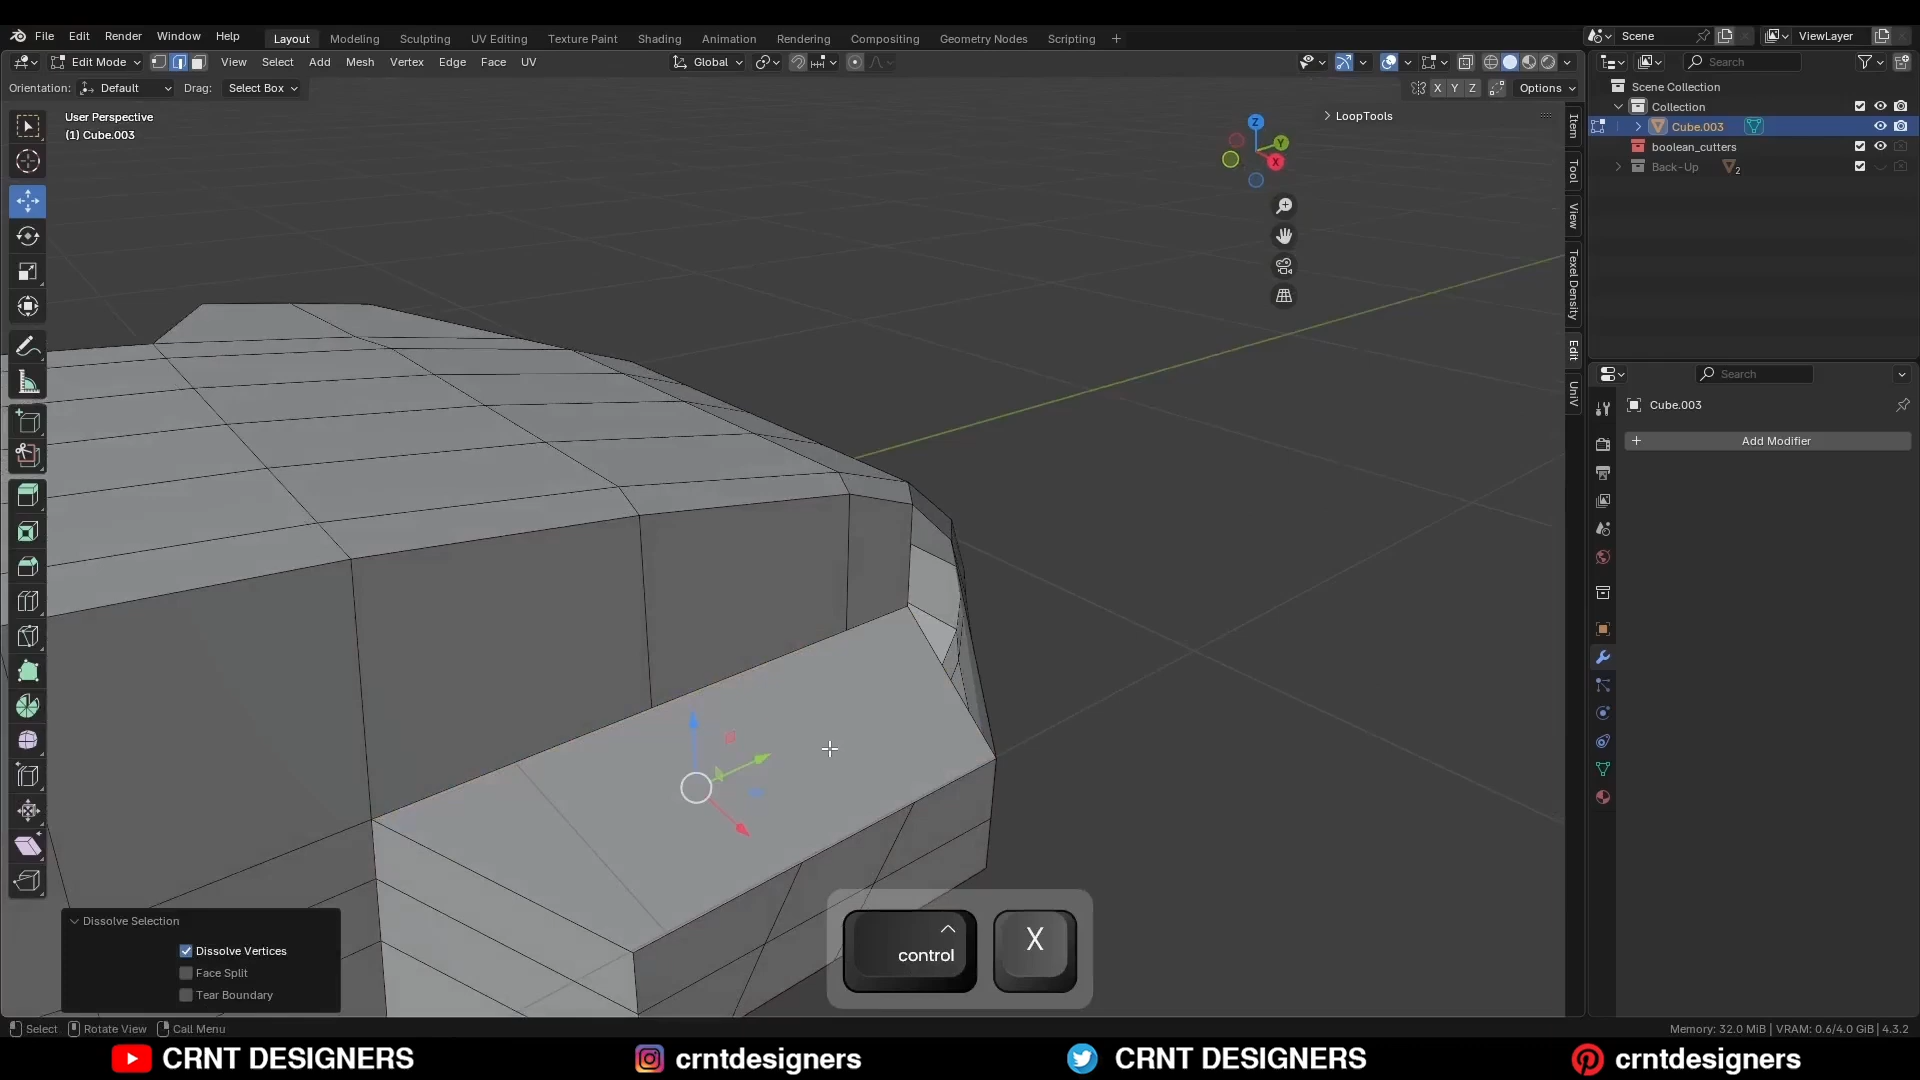 File Edit Render Window Help Layout Modeling Sculpting UV Editing Texture Paint Shading Animation Rendering Compositing Geometry Nodes Scripting + Scene ViewLayer
Edit Mode View Select Add Mesh Vertex Edge Face UV Global Search
Orientation: Default Drag: Select Box X Y Z Options
Scene Collection
Collection
Cube.003
boolean_cutters
Back-Up 2
User Perspective
(1) Cube.003
LoopTools
Z
Y
X
Item
Tool
View
Texel Density
Edit
UniV
Search
Cube.003
+ Add Modifier
Dissolve Selection
Dissolve Vertices
Face Split
Tear Boundary
control
X
Select Rotate View Call Menu
Memory: 32.0 MiB | VRAM: 0.6/4.0 GiB | 4.3.2
CRNT DESIGNERS crntdesigners CRNT DESIGNERS crntdesigners